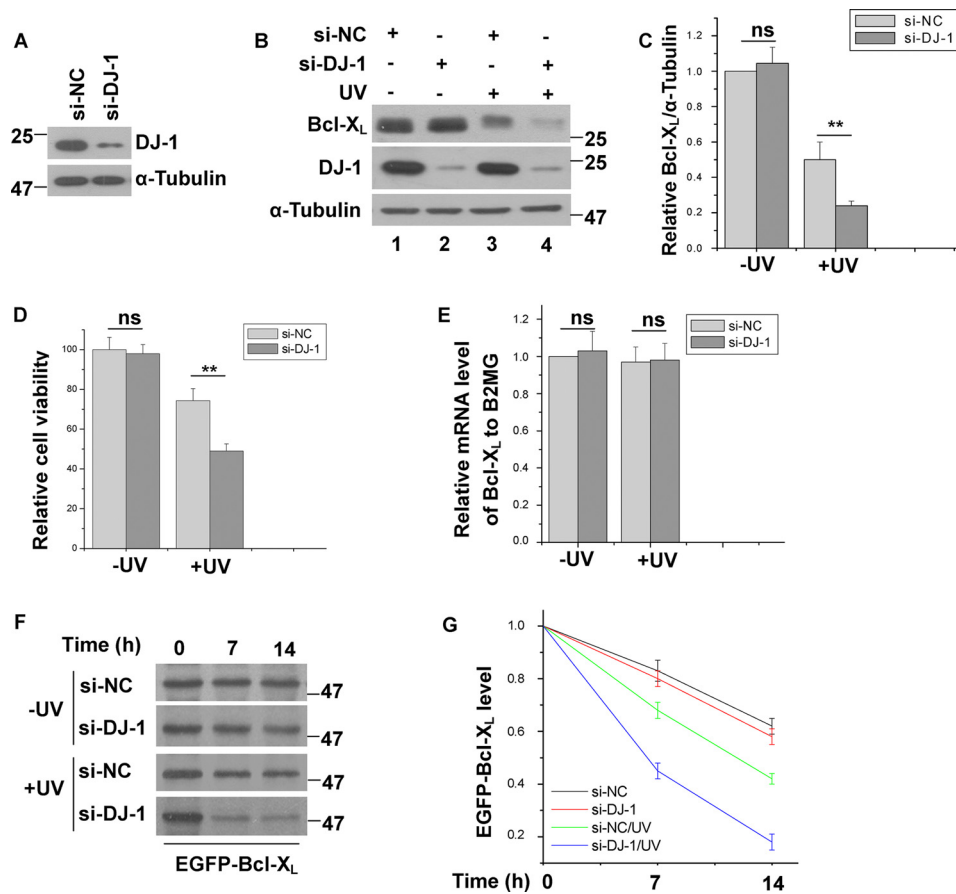 A
si-NC
si-DJ-1
25
DJ-1
47
α-Tubulin
B
si-NC + - + -
si-DJ-1 - + - +
UV - - + +
Bcl-XL
25
DJ-1
25
α-Tubulin
47
1 2 3 4
C
Relative Bcl-XL/α-Tubulin
1.2
1.0
0.8
0.6
0.4
0.2
0.0
ns
**
-UV
+UV
si-NC
si-DJ-1
D
Relative cell viability
100
80
60
40
20
0
ns
**
-UV
+UV
si-NC
si-DJ-1
E
Relative mRNA level
of Bcl-XL to B2MG
1.2
1.0
0.8
0.6
0.4
0.2
0.0
ns
ns
-UV
+UV
si-NC
si-DJ-1
F
Time (h) 0 7 14
-UV
si-NC
47
si-DJ-1
47
+UV
si-NC
47
si-DJ-1
47
EGFP-Bcl-XL
G
EGFP-Bcl-XL level
1.0
0.8
0.6
0.4
0.2
si-NC
si-DJ-1
si-NC/UV
si-DJ-1/UV
Time (h) 0 7 14